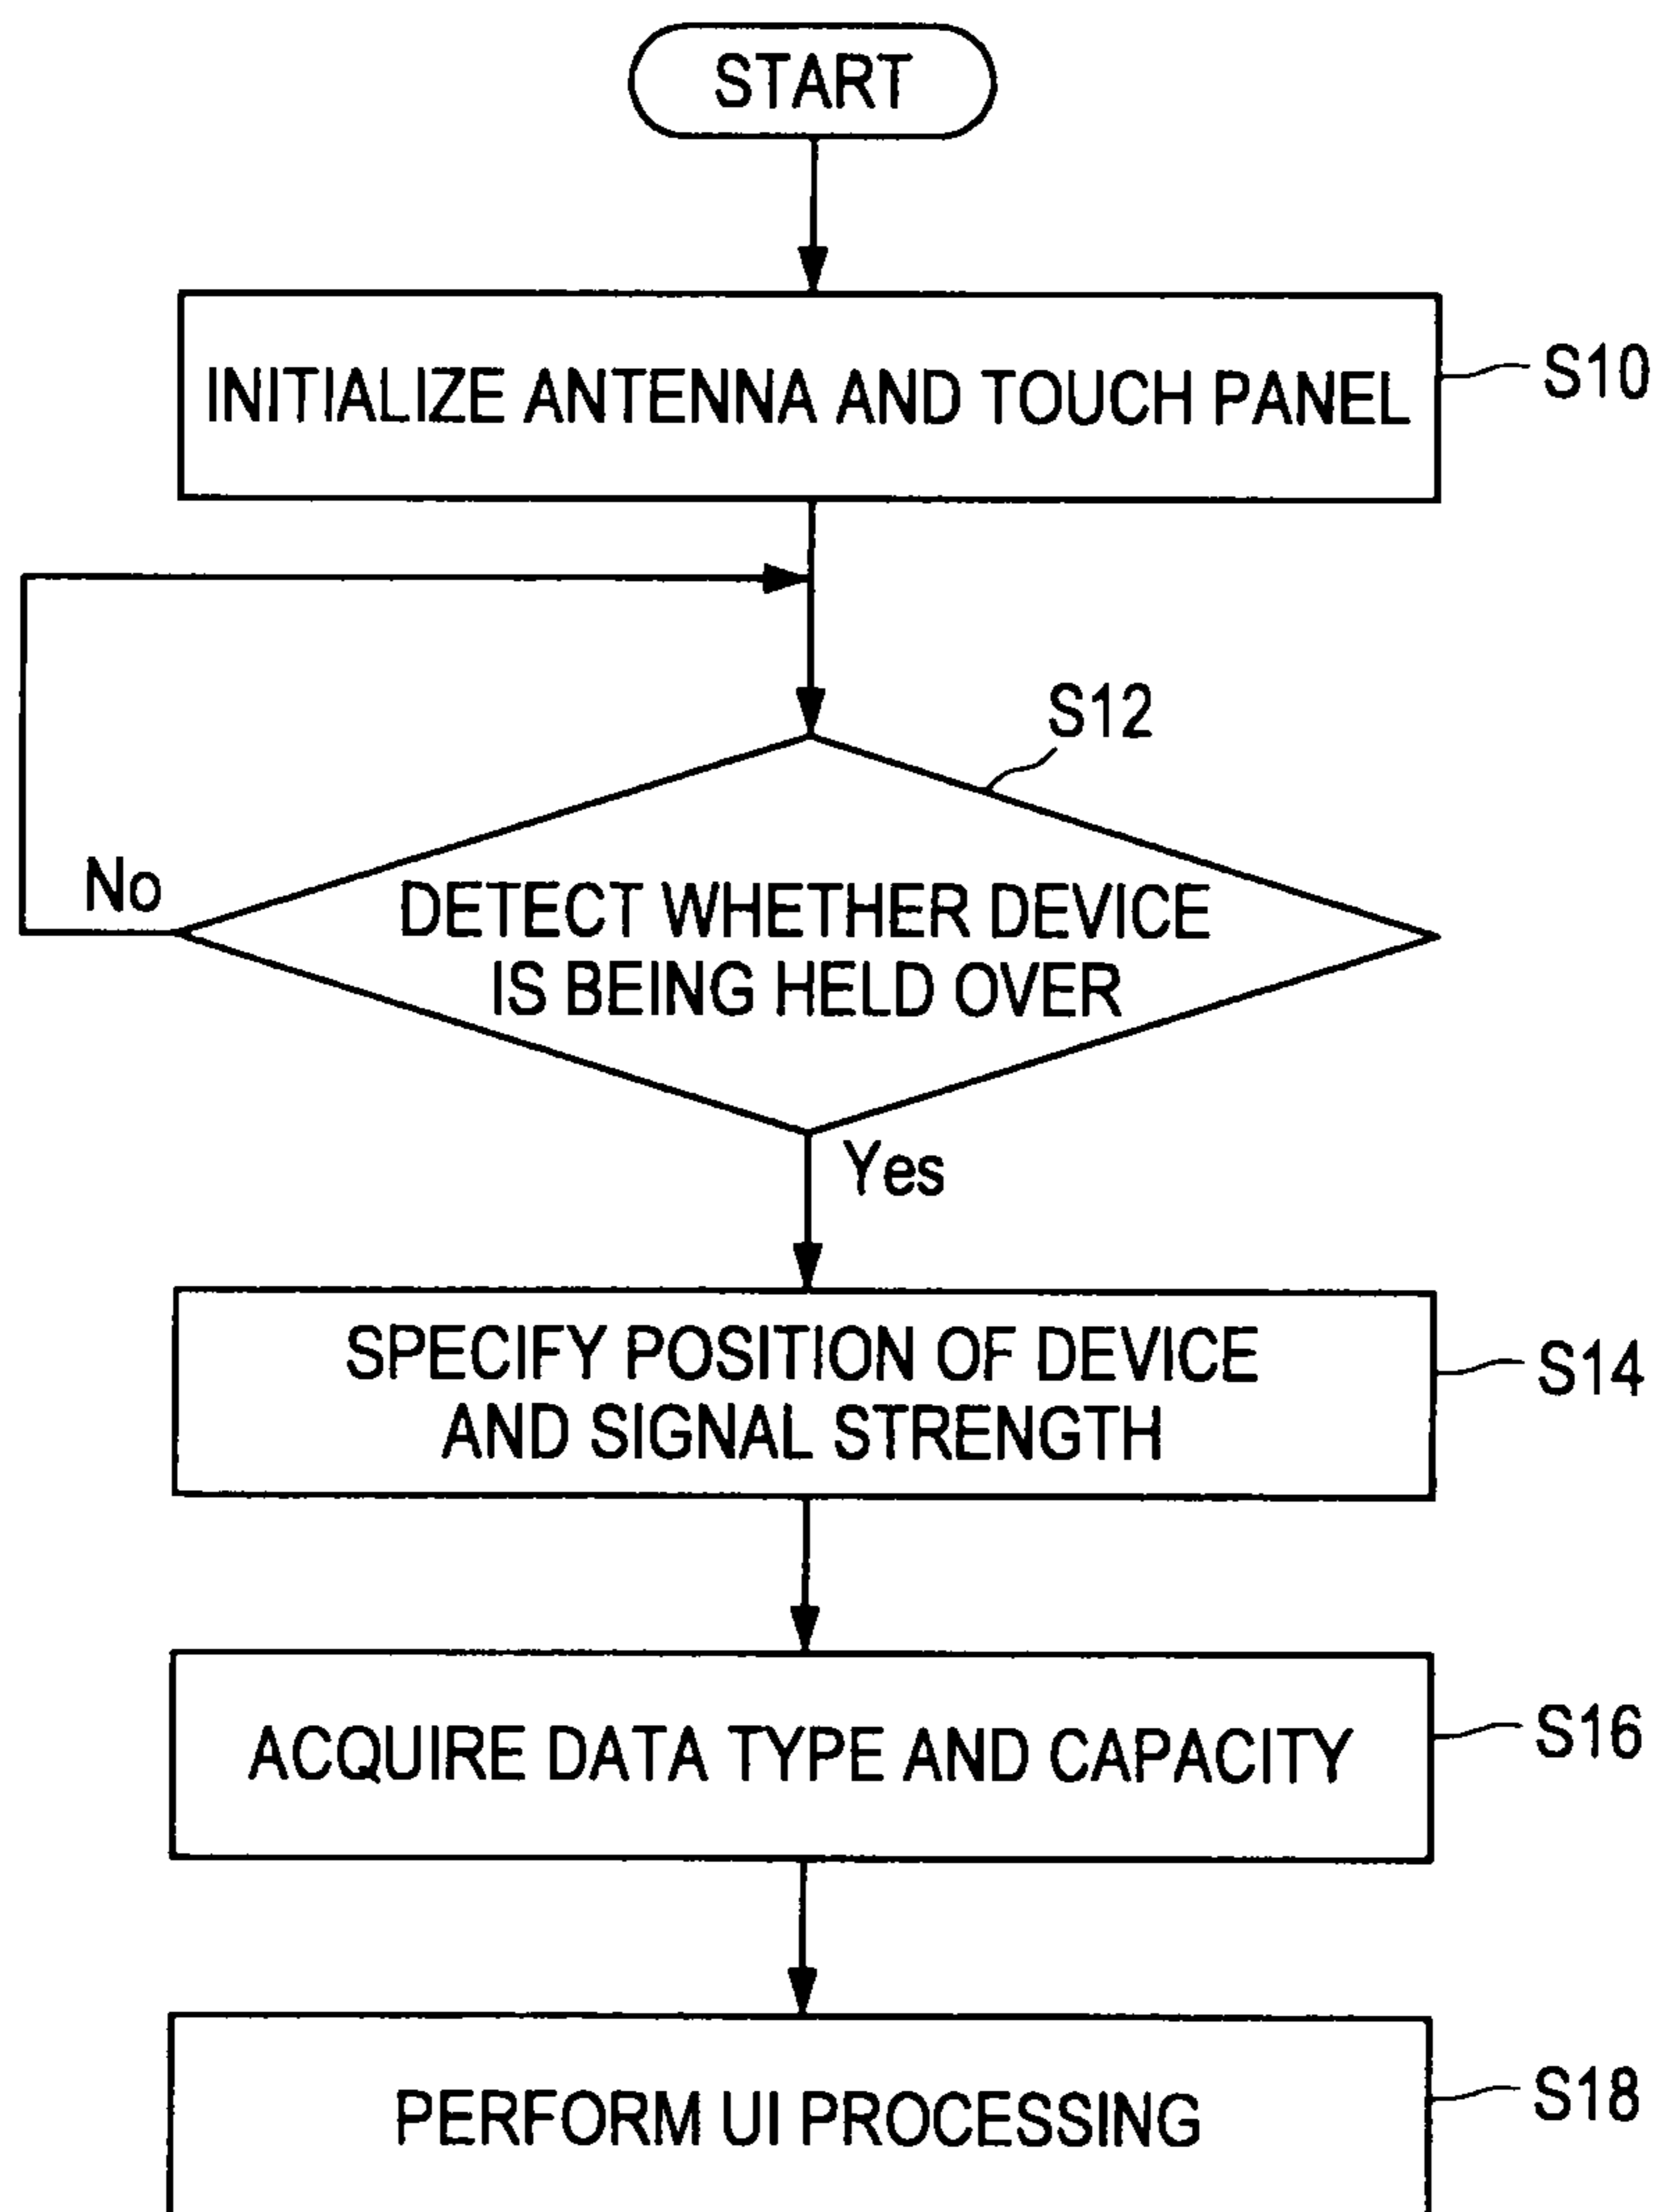 START
INITIALIZE ANTENNA AND TOUCH PANEL
S10
S12
No
DETECT WHETHER DEVICE
IS BEING HELD OVER
Yes
SPECIFY POSITION OF DEVICE
AND SIGNAL STRENGTH
S14
ACQUIRE DATA TYPE AND CAPACITY
S16
PERFORM UI PROCESSING
S18